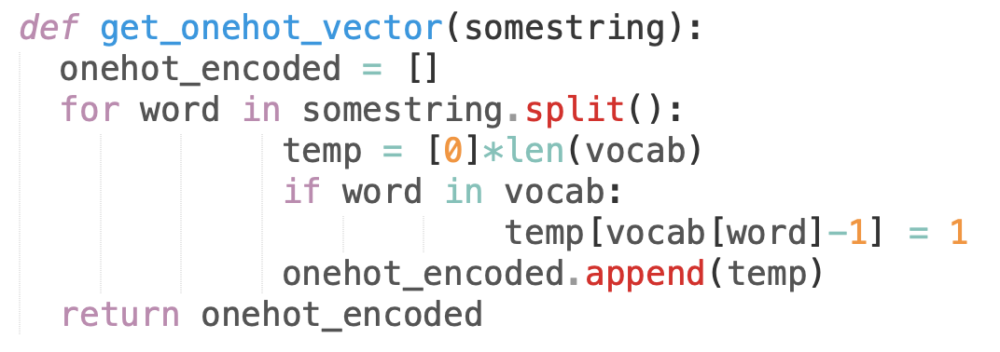 def get_onehot_vector(somestring):
  onehot_encoded = []
  for word in somestring.split():
             temp = [0]*len(vocab)
             if word in vocab:
                        temp[vocab[word]-1] = 1
             onehot_encoded.append(temp)
  return onehot_encoded